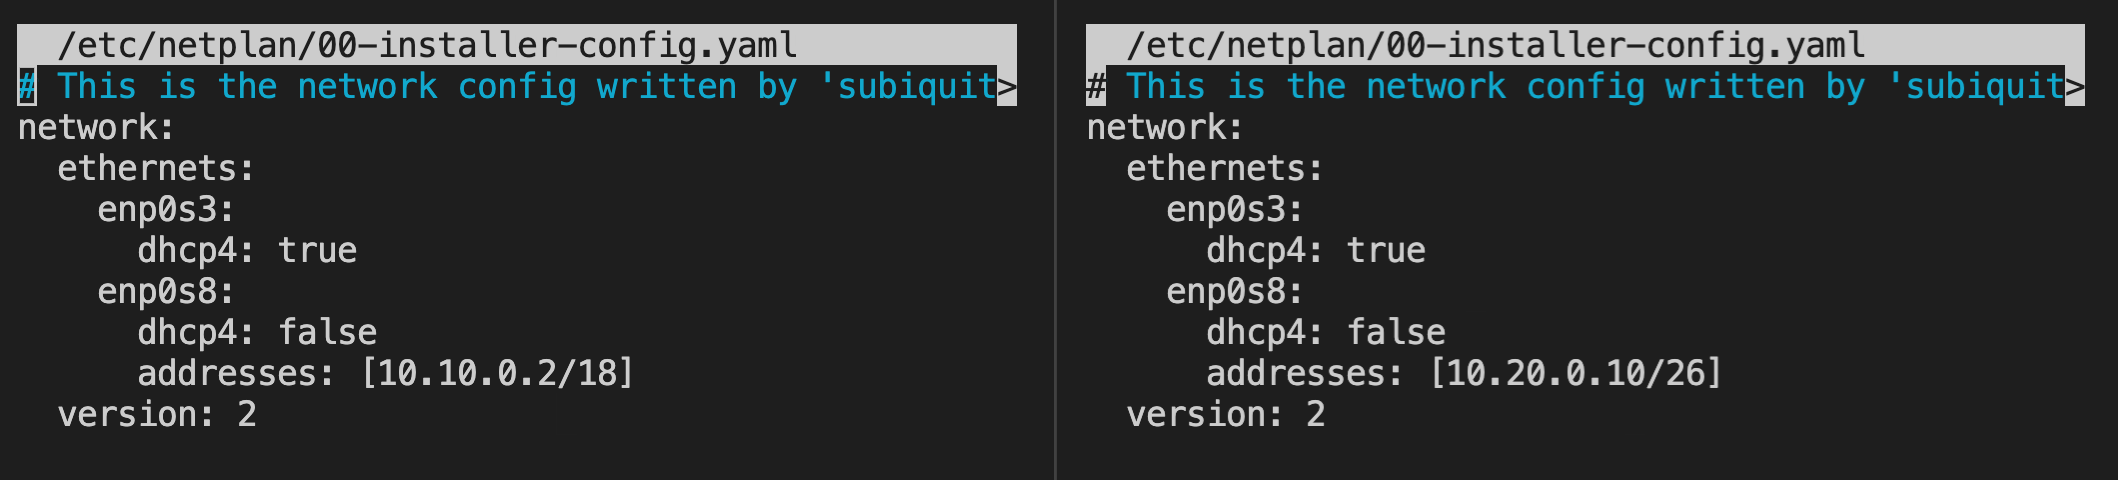 /etc/netplan/00-installer-config.yaml
# This is the network config written by 'subiquit>
network:
  ethernets:
    enp0s3:
      dhcp4: true
    enp0s8:
      dhcp4: false
      addresses: [10.10.0.2/18]
  version: 2
/etc/netplan/00-installer-config.yaml
# This is the network config written by 'subiquit>
network:
  ethernets:
    enp0s3:
      dhcp4: true
    enp0s8:
      dhcp4: false
      addresses: [10.20.0.10/26]
  version: 2